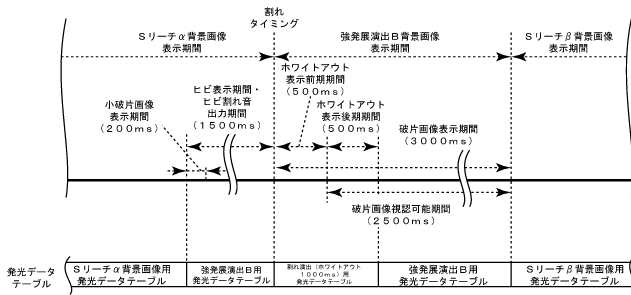 割れ
タイミング
Ｓリーチα背景画像
表示期間
強発展演出Ｂ背景画像
表示期間
Ｓリーチβ背景画像
表示期間
ホワイトアウト
表示前期期間
（５００ｍｓ）
ヒビ表示期間・
ヒビ割れ音
出力期間
（１５００ｍｓ）
小破片画像
表示期間
（２００ｍｓ）
ホワイトアウト
表示後期期間
（５００ｍｓ）
破片画像表示期間
（３０００ｍｓ）
破片画像視認可能期間
（２５００ｍｓ）
発光データ
テーブル
Ｓリーチα背景画像用
発光データテーブル
強発展演出Ｂ用
発光データテーブル
割れ演出（ホワイトアウト
１０００ｍｓ）用
発光データテーブル
強発展演出Ｂ用
発光データテーブル
Ｓリーチβ背景画像用
発光データテーブル